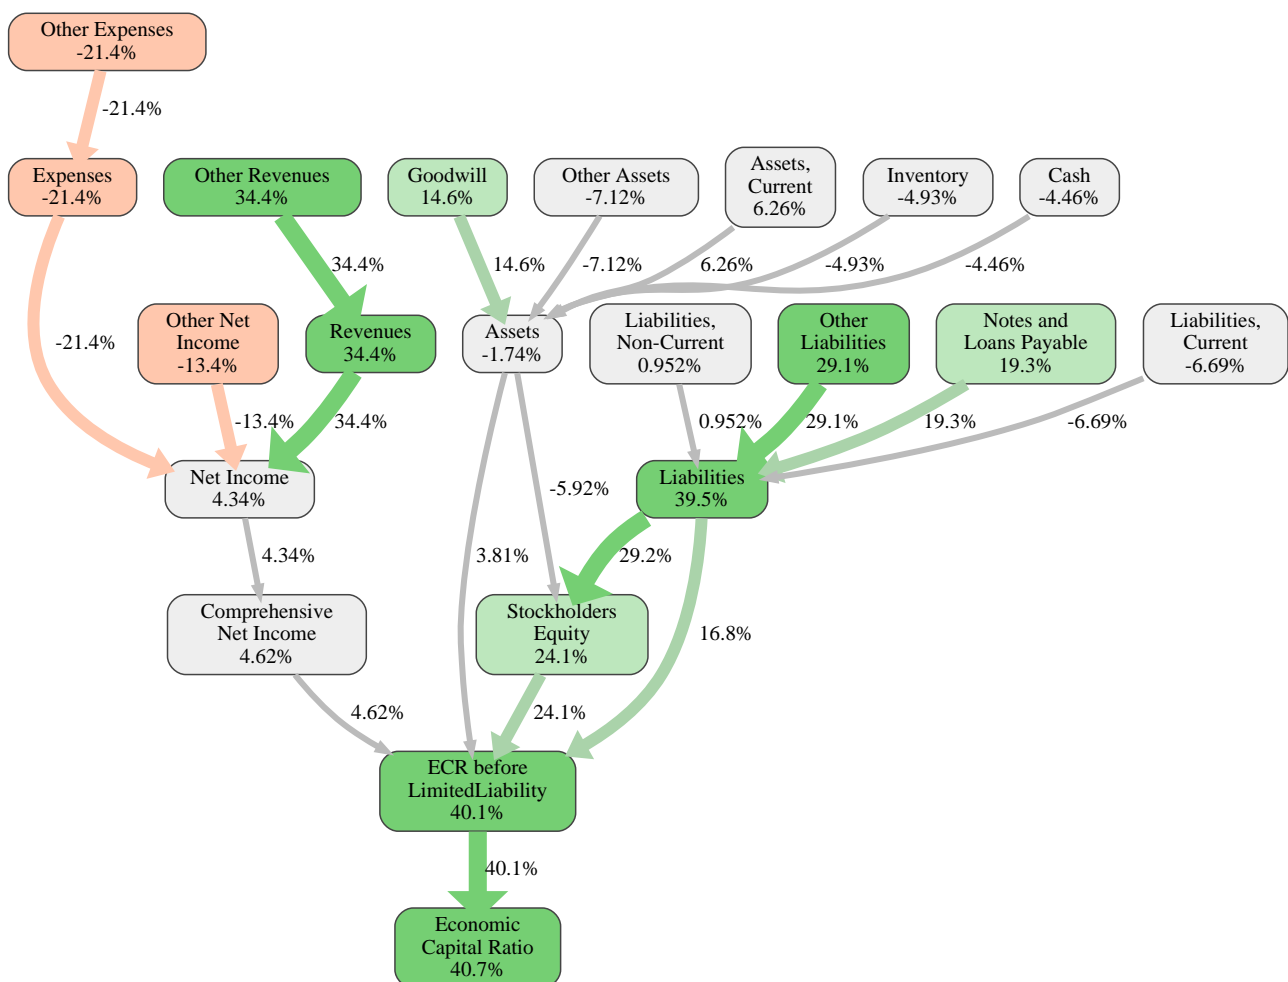 Other Expenses
-21.4%
-21.4%
Expenses
-21.4%
Other Revenues
34.4%
Goodwill
14.6%
Other Assets
-7.12%
Assets,
Current
6.26%
Inventory
-4.93%
Cash
-4.46%
34.4%
14.6%
-7.12%
6.26%
-4.93%
-4.46%
-21.4%
Other Net
Income
-13.4%
Revenues
34.4%
Assets
-1.74%
Liabilities,
Non-Current
0.952%
Other
Liabilities
29.1%
Notes and
Loans Payable
19.3%
Liabilities,
Current
-6.69%
-13.4%
34.4%
0.952%
29.1%
19.3%
-6.69%
Net Income
4.34%
-5.92%
Liabilities
39.5%
4.34%
3.81%
29.2%
Comprehensive
Net Income
4.62%
Stockholders
Equity
24.1%
16.8%
4.62%
24.1%
ECR before
LimitedLiability
40.1%
40.1%
Economic
Capital Ratio
40.7%